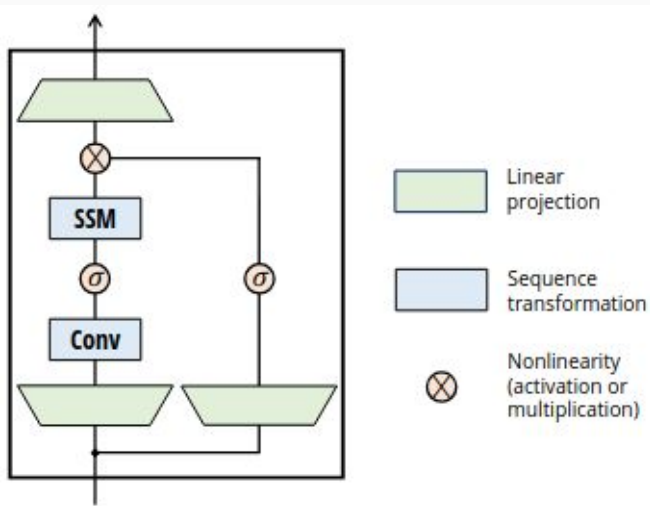 SSM
σ
σ
Conv
Linear
projection
Sequence
transformation
Nonlinearity
(activation or
multiplication)